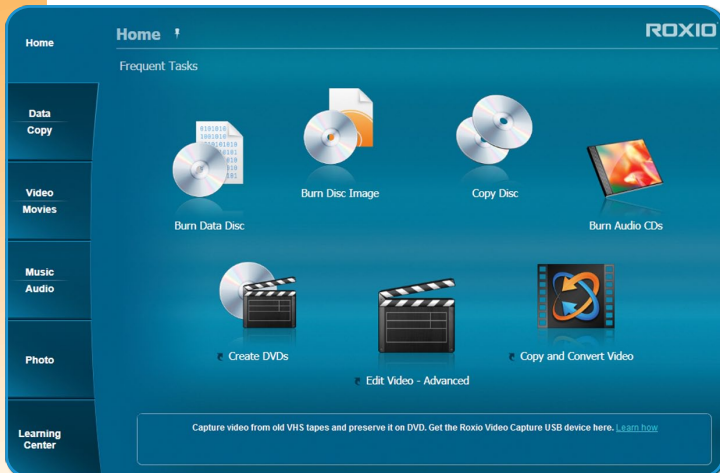 Home
Data
Copy
Video
Movies
Music
Audio
Photo
Learning
Center
Home
ROXIO
Frequent Tasks
Burn Data Disc
Burn Disc Image
Copy Disc
Burn Audio CDs
Create DVDs
Edit Video - Advanced
Copy and Convert Video
Capture video from old VHS tapes and preserve it on DVD. Get the Roxio Video Capture USB device here. Learn how